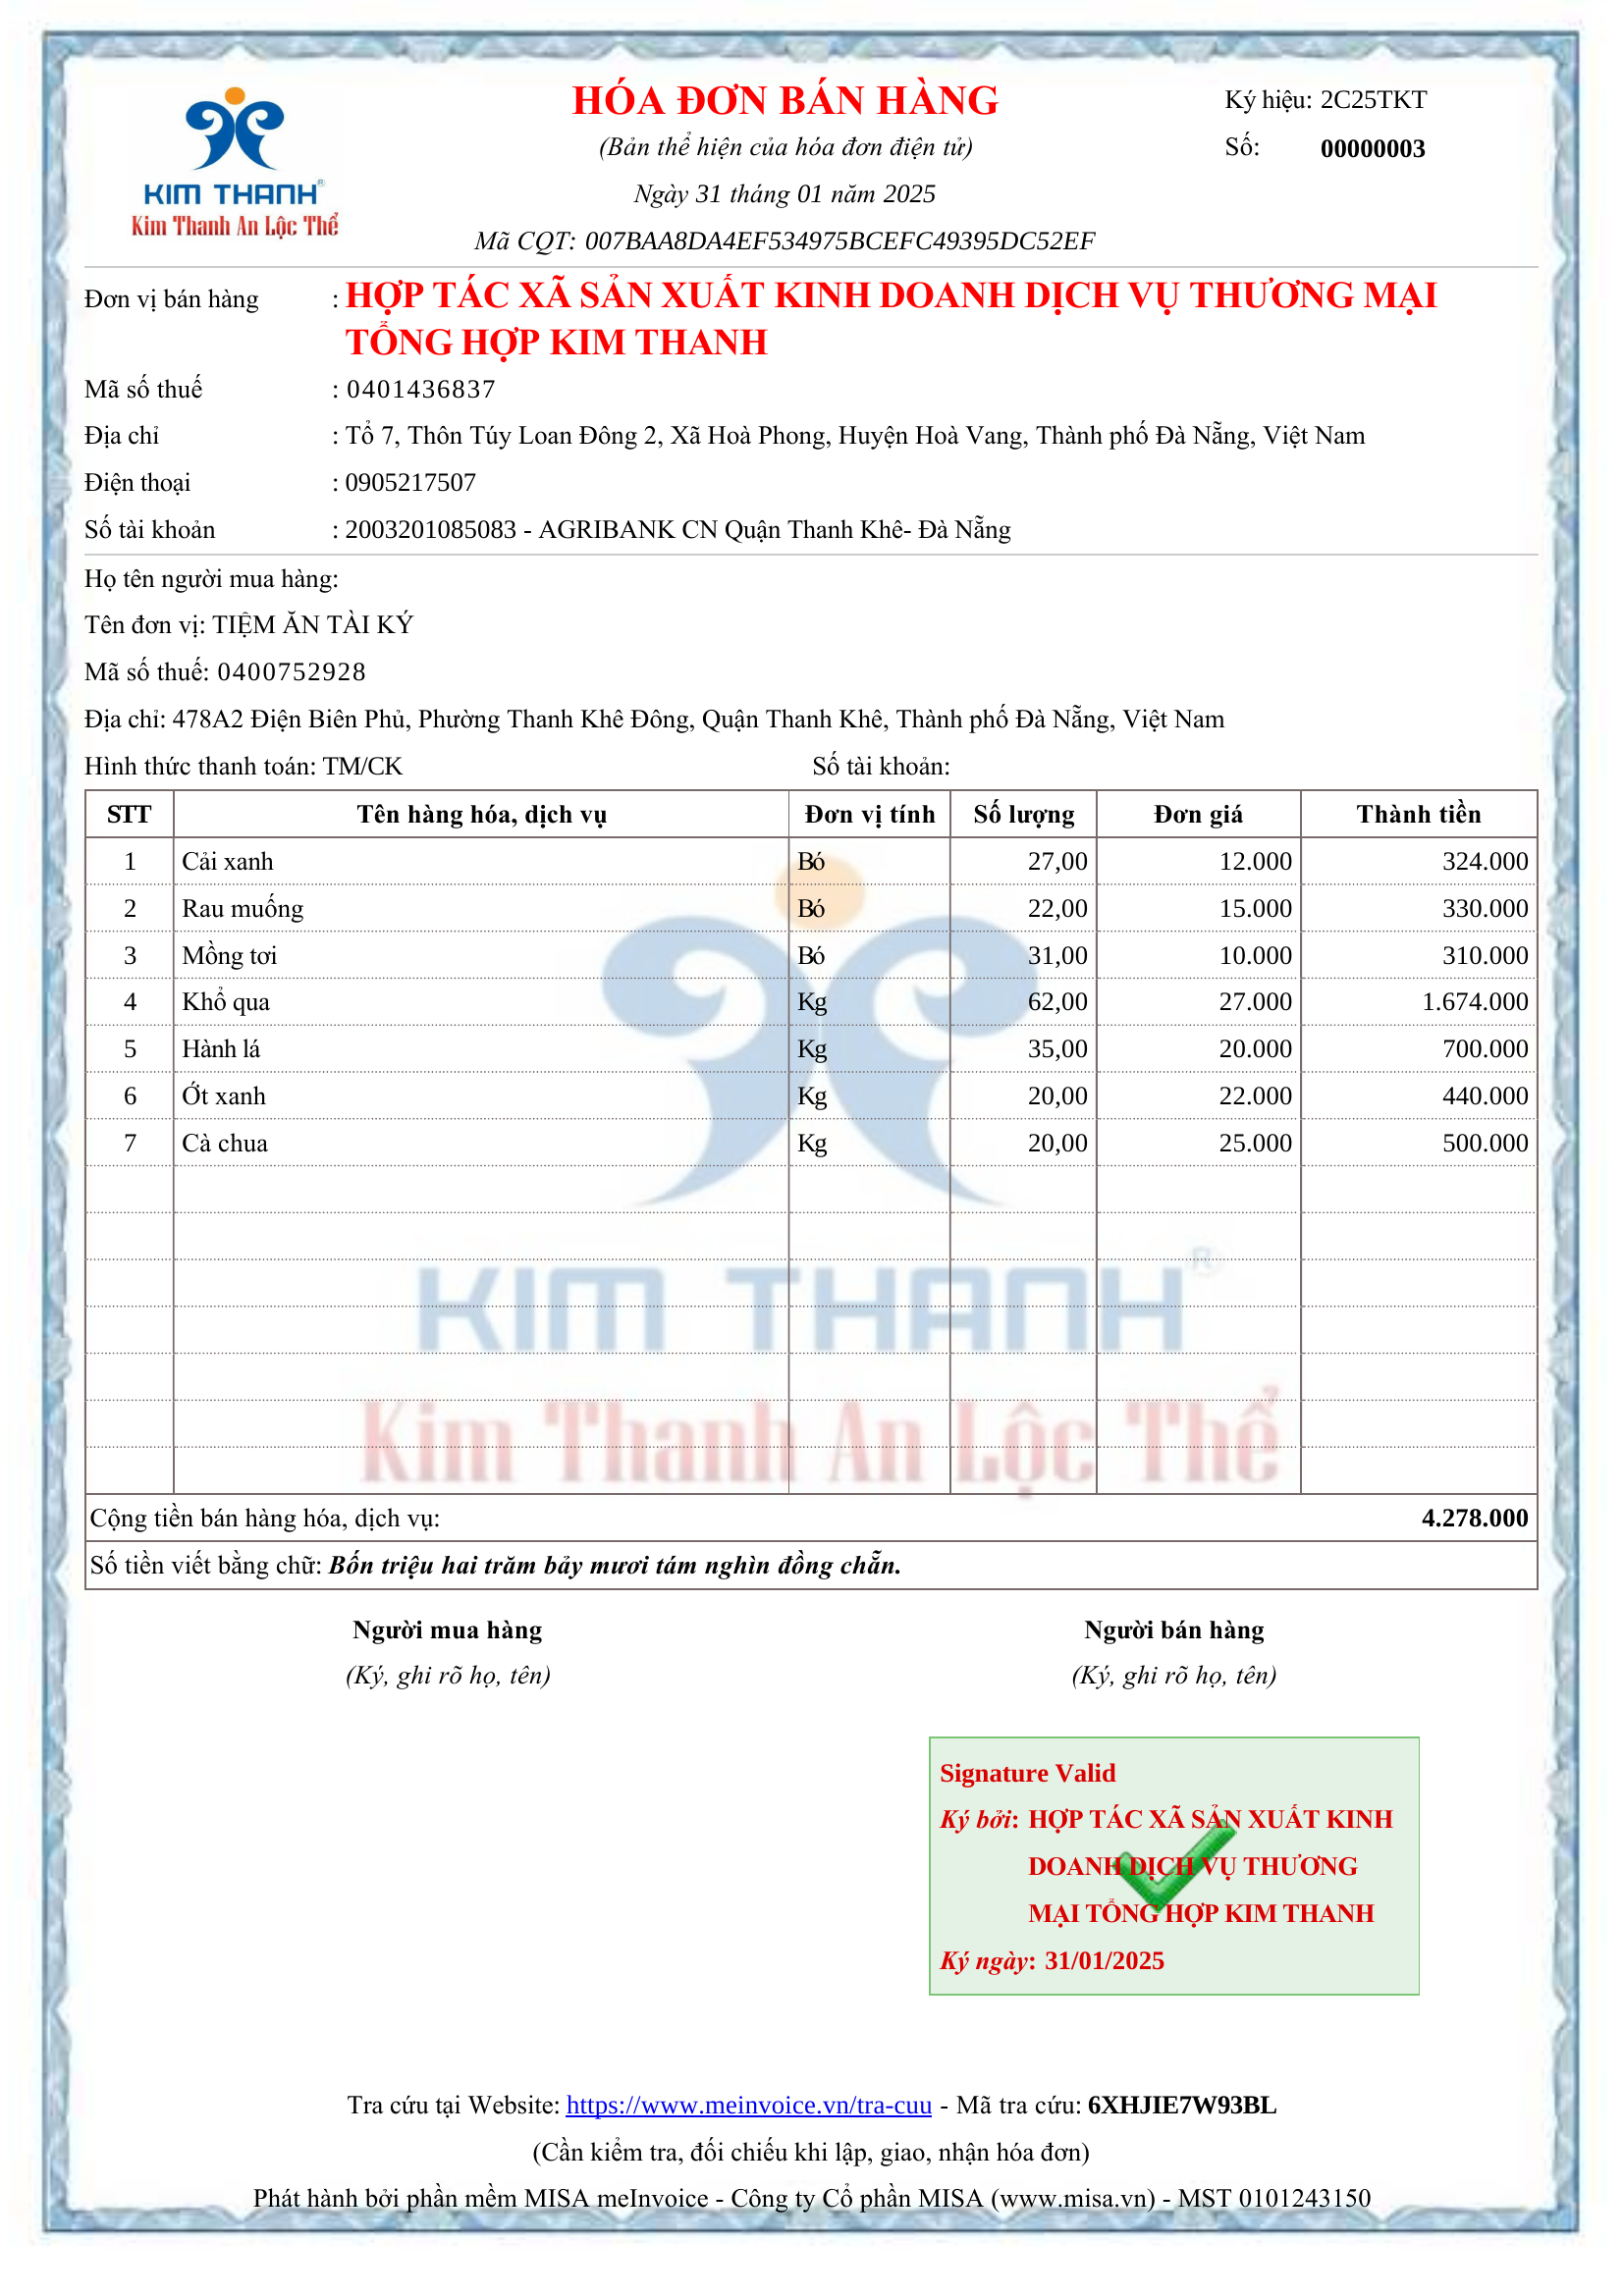 HÓA ĐƠN BÁN HÀNG
Ký hiệu: 2C25TKT
(Bản thể hiện của hóa đơn điện tử)
Số: 00000003
Ngày 31 tháng 01 năm 2025
KIM THANH®
Kim Thanh An Lộc Thể
Mã CQT: 007BAA8DA4EF534975BCEFC49395DC52EF
Đơn vị bán hàng : HỢP TÁC XÃ SẢN XUẤT KINH DOANH DỊCH VỤ THƯƠNG MẠI
TỔNG HỢP KIM THANH
Mã số thuế : 0401436837
Địa chỉ : Tổ 7, Thôn Túy Loan Đông 2, Xã Hoà Phong, Huyện Hoà Vang, Thành phố Đà Nẵng, Việt Nam
Điện thoại : 0905217507
Số tài khoản : 2003201085083 - AGRIBANK CN Quận Thanh Khê- Đà Nẵng
Họ tên người mua hàng:
Tên đơn vị: TIỆM ĂN TÀI KÝ
Mã số thuế: 0400752928
Địa chỉ: 478A2 Điện Biên Phủ, Phường Thanh Khê Đông, Quận Thanh Khê, Thành phố Đà Nẵng, Việt Nam
Hình thức thanh toán: TM/CK Số tài khoản:
STT Tên hàng hóa, dịch vụ Đơn vị tính Số lượng Đơn giá Thành tiền
1 Cải xanh Bó 27,00 12.000 324.000
2 Rau muống Bó 22,00 15.000 330.000
3 Mồng tơi Bó 31,00 10.000 310.000
4 Khổ qua Kg 62,00 27.000 1.674.000
5 Hành lá Kg 35,00 20.000 700.000
6 Ớt xanh Kg 20,00 22.000 440.000
7 Cà chua Kg 20,00 25.000 500.000
KIM THANH®
Kim Thanh An Lộc Thể
Cộng tiền bán hàng hóa, dịch vụ: 4.278.000
Số tiền viết bằng chữ: Bốn triệu hai trăm bảy mươi tám nghìn đồng chẵn.
Người mua hàng Người bán hàng
(Ký, ghi rõ họ, tên) (Ký, ghi rõ họ, tên)
Signature Valid
Ký bởi: HỢP TÁC XÃ SẢN XUẤT KINH
DOANH DỊCH VỤ THƯƠNG
MẠI TỔNG HỢP KIM THANH
Ký ngày: 31/01/2025
Tra cứu tại Website: https://www.meinvoice.vn/tra-cuu - Mã tra cứu: 6XHJIE7W93BL
(Cần kiểm tra, đối chiếu khi lập, giao, nhận hóa đơn)
Phát hành bởi phần mềm MISA meInvoice - Công ty Cổ phần MISA (www.misa.vn) - MST 0101243150